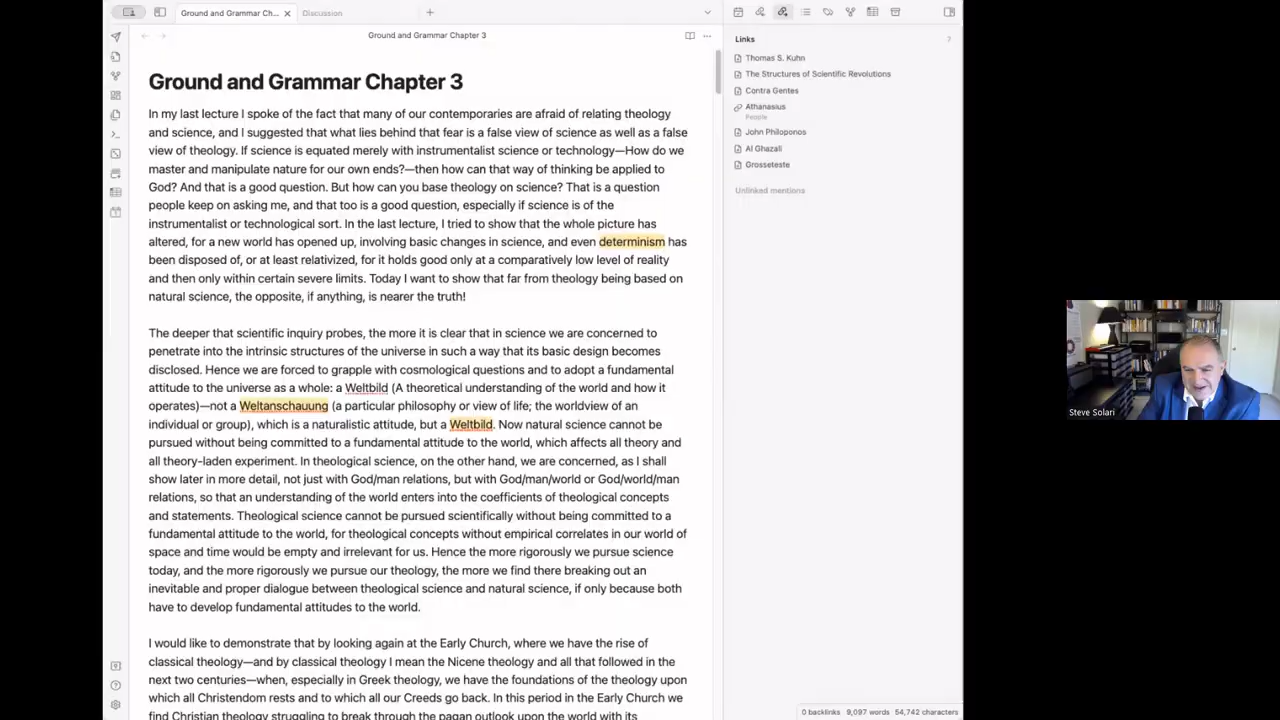 Ground and Grammar Ch...
Discussion
Ground and Grammar Chapter 3
Ground and Grammar Chapter 3
In my last lecture I spoke of the fact that many of our contemporaries are afraid of relating theology
and science, and I suggested that what lies behind that fear is a false view of science as well as a false
view of theology. If science is equated merely with instrumentalist science or technology—How do we
master and manipulate nature for our own ends?—then how can that way of thinking be applied to
God? And that is a good question. But how can you base theology on science? That is a question
people keep on asking me, and that too is a good question, especially if science is of the
instrumentalist or technological sort. In the last lecture, I tried to show that the whole picture has
altered, for a new world has opened up, involving basic changes in science, and even determinism has
been disposed of, or at least relativized, for it holds good only at a comparatively low level of reality
and then only within certain severe limits. Today I want to show that far from theology being based on
natural science, the opposite, if anything, is nearer the truth!
The deeper that scientific inquiry probes, the more it is clear that in science we are concerned to
penetrate into the intrinsic structures of the universe in such a way that its basic design becomes
disclosed. Hence we are forced to grapple with cosmological questions and to adopt a fundamental
attitude to the universe as a whole: a Weltbild (A theoretical understanding of the world and how it
operates)—not a Weltanschauung (a particular philosophy or view of life; the worldview of an
individual or group), which is a naturalistic attitude, but a Weltbild. Now natural science cannot be
pursued without being committed to a fundamental attitude to the world, which affects all theory and
all theory-laden experiment. In theological science, on the other hand, we are concerned, as I shall
show later in more detail, not just with God/man relations, but with God/man/world or God/world/man
relations, so that an understanding of the world enters into the coefficients of theological concepts
and statements. Theological science cannot be pursued scientifically without being committed to a
fundamental attitude to the world, for theological concepts without empirical correlates in our world of
space and time would be empty and irrelevant for us. Hence the more rigorously we pursue science
today, and the more rigorously we pursue our theology, the more we find there breaking out an
inevitable and proper dialogue between theological science and natural science, if only because both
have to develop fundamental attitudes to the world.
I would like to demonstrate that by looking again at the Early Church, where we have the rise of
classical theology—and by classical theology I mean the Nicene theology and all that followed in the
next two centuries—when, especially in Greek theology, we have the foundations of the theology upon
which all Christendom rests and to which all our Creeds go back. In this period in the Early Church we
find Christian theology struggling to break through the pagan outlook upon the world with its
Links
Thomas S. Kuhn
The Structures of Scientific Revolutions
Contra Gentes
Athanasius
People
John Philoponos
Al Ghazali
Grosseteste
Unlinked mentions
0 backlinks 9,097 words 54,742 characters
Steve Solari